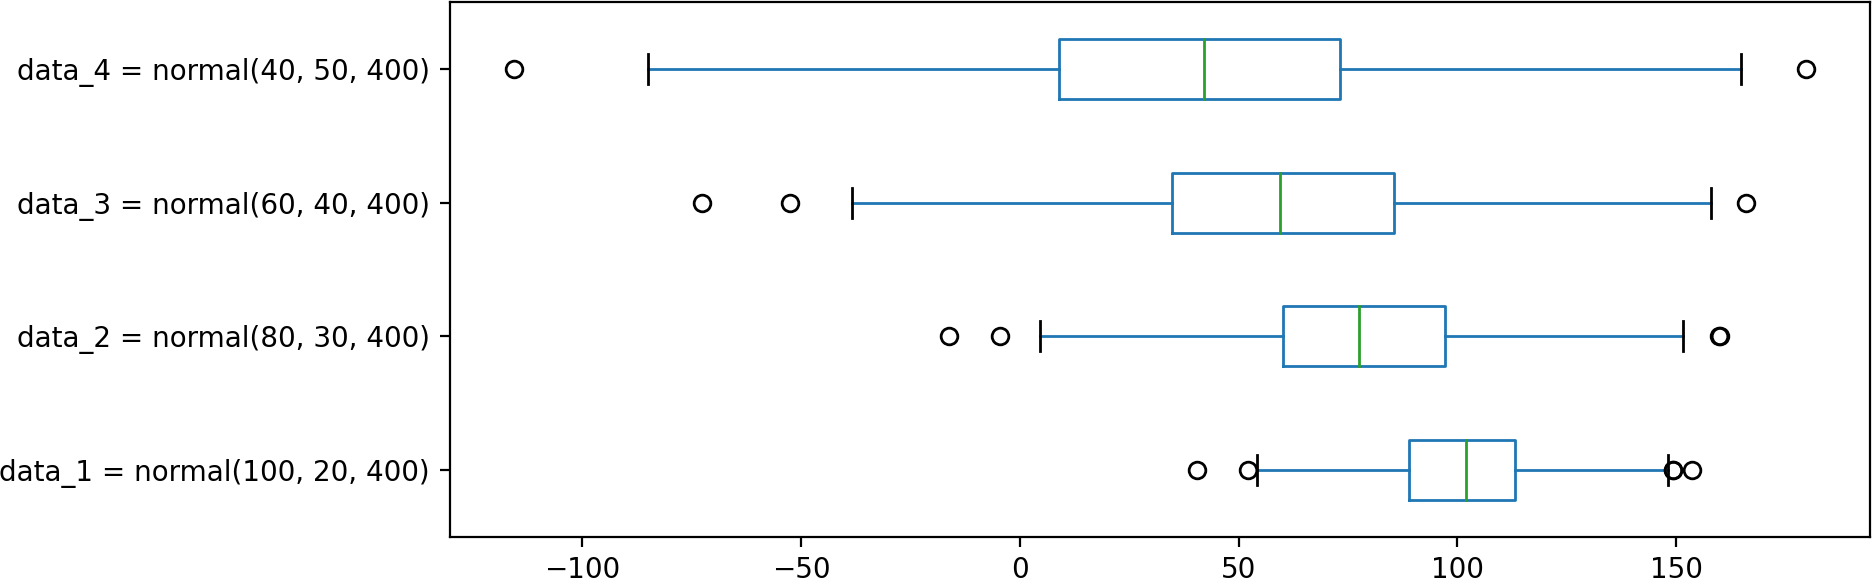 data_4 = normal(40, 50, 400)
data_3 = normal(60, 40, 400)
data_2 = normal(80, 30, 400)
data_1 = normal(100, 20, 400)
−100 −50 0 50 100 150